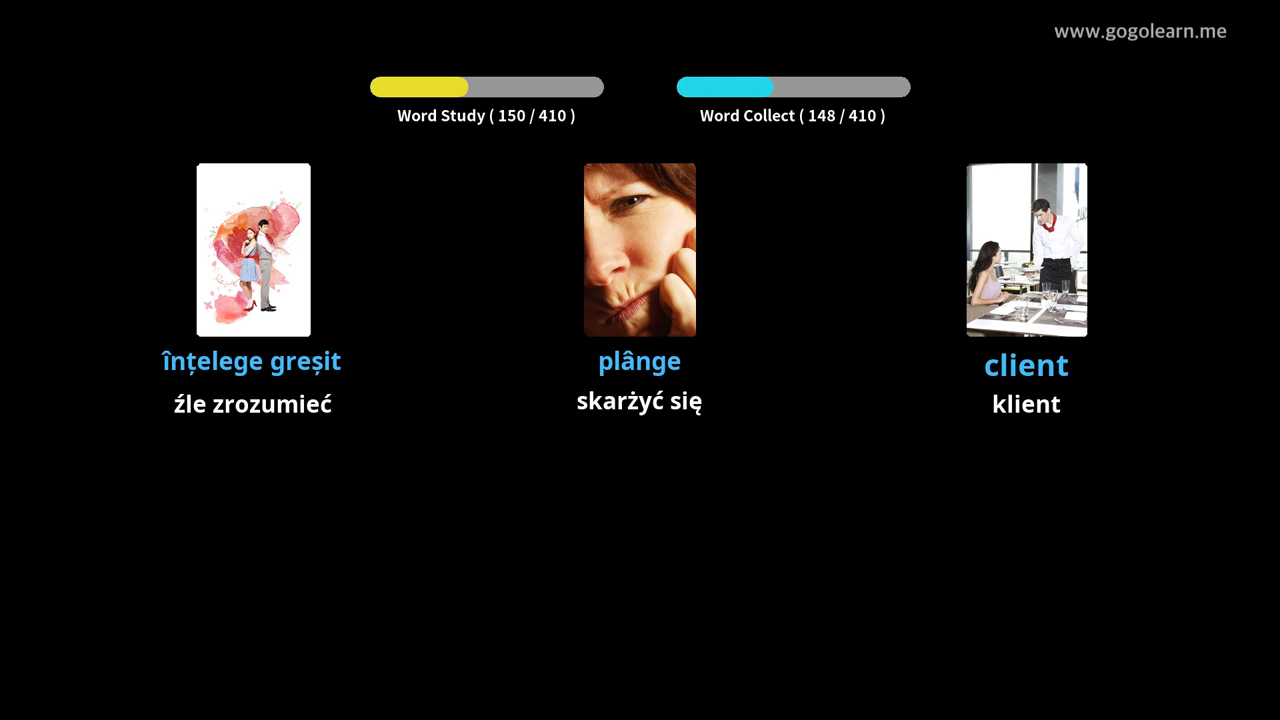 www.gogolearn.me
Word Study ( 150 / 410 )
Word Collect ( 148 / 410 )
înțelege greșit
plânge
client
źle zrozumieć
skarżyć się
klient